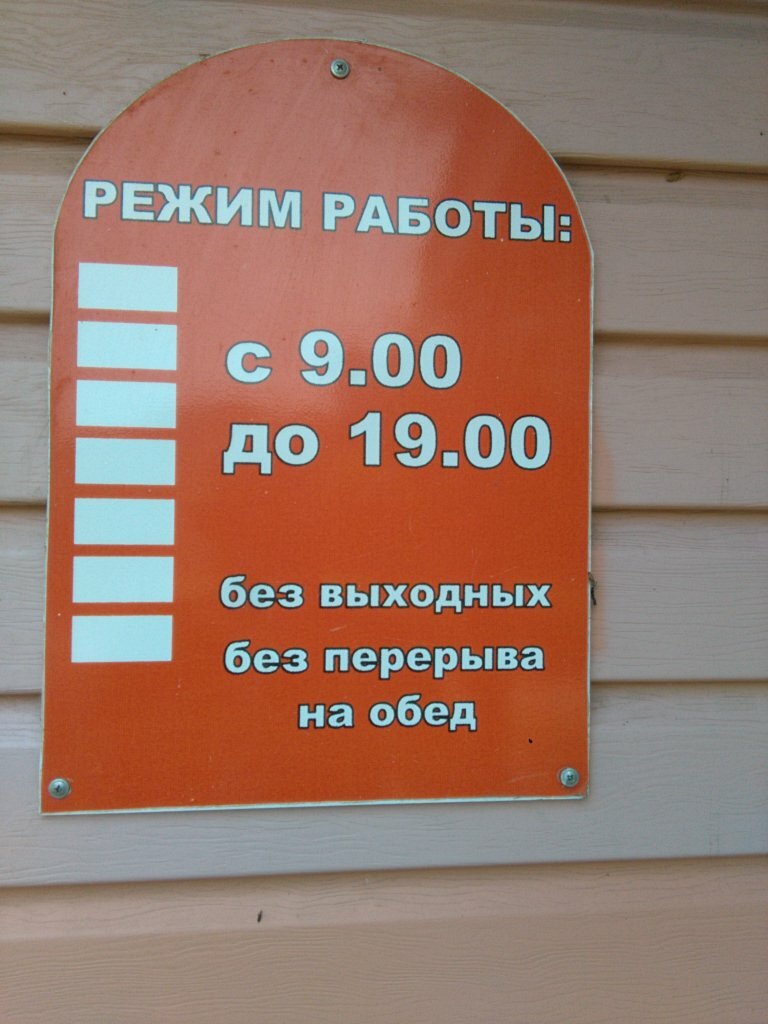 РЕЖИМ РАБОТЫ:
с 9.00
до 19.00
без выходных
без перерыва
на обед